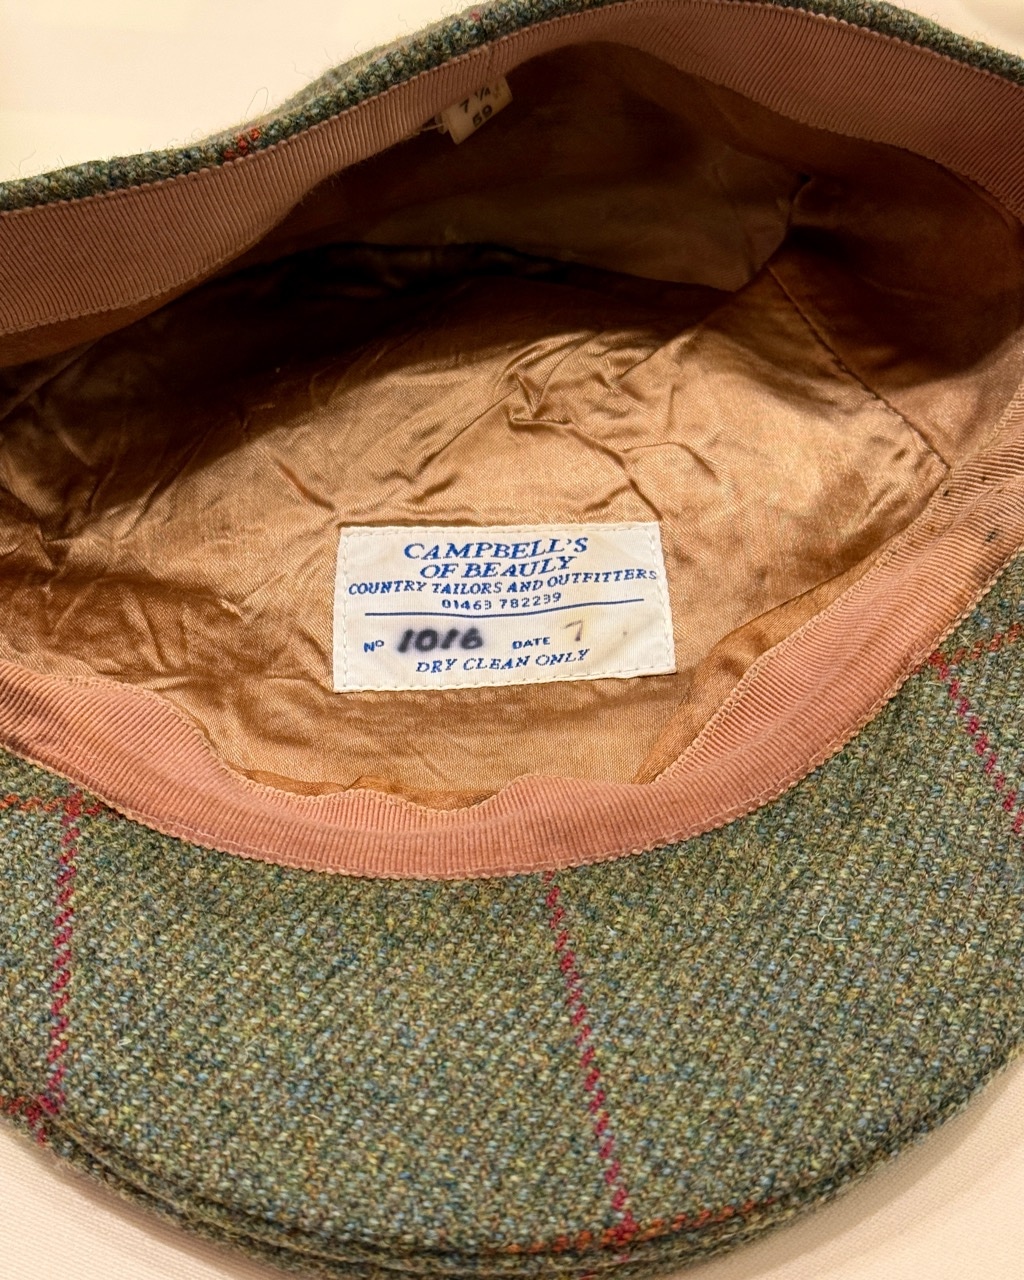 7 1/4
59
CAMPBELL'S
OF BEAULY
COUNTRY TAILORS AND OUTFITTERS
01463 782239
Nº 1016 DATE 7
DRY CLEAN ONLY